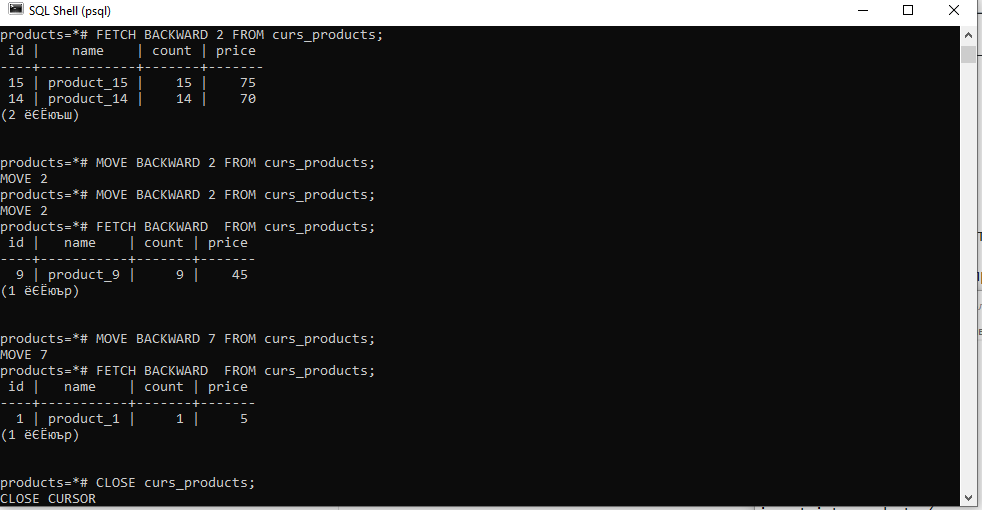 SQL Shell (psql)
products=*# FETCH BACKWARD 2 FROM curs_products;
 id |    name    | count | price
----+------------+-------+-------
 15 | product_15 |    15 |    75
 14 | product_14 |    14 |    70
(2 ёЄЁюъш)
products=*# MOVE BACKWARD 2 FROM curs_products;
MOVE 2
products=*# MOVE BACKWARD 2 FROM curs_products;
MOVE 2
products=*# FETCH BACKWARD  FROM curs_products;
 id |   name    | count | price
----+-----------+-------+-------
  9 | product_9 |     9 |    45
(1 ёЄЁюър)
products=*# MOVE BACKWARD 7 FROM curs_products;
MOVE 7
products=*# FETCH BACKWARD  FROM curs_products;
 id |   name    | count | price
----+-----------+-------+-------
  1 | product_1 |     1 |     5
(1 ёЄЁюър)
products=*# CLOSE curs_products;
CLOSE CURSOR